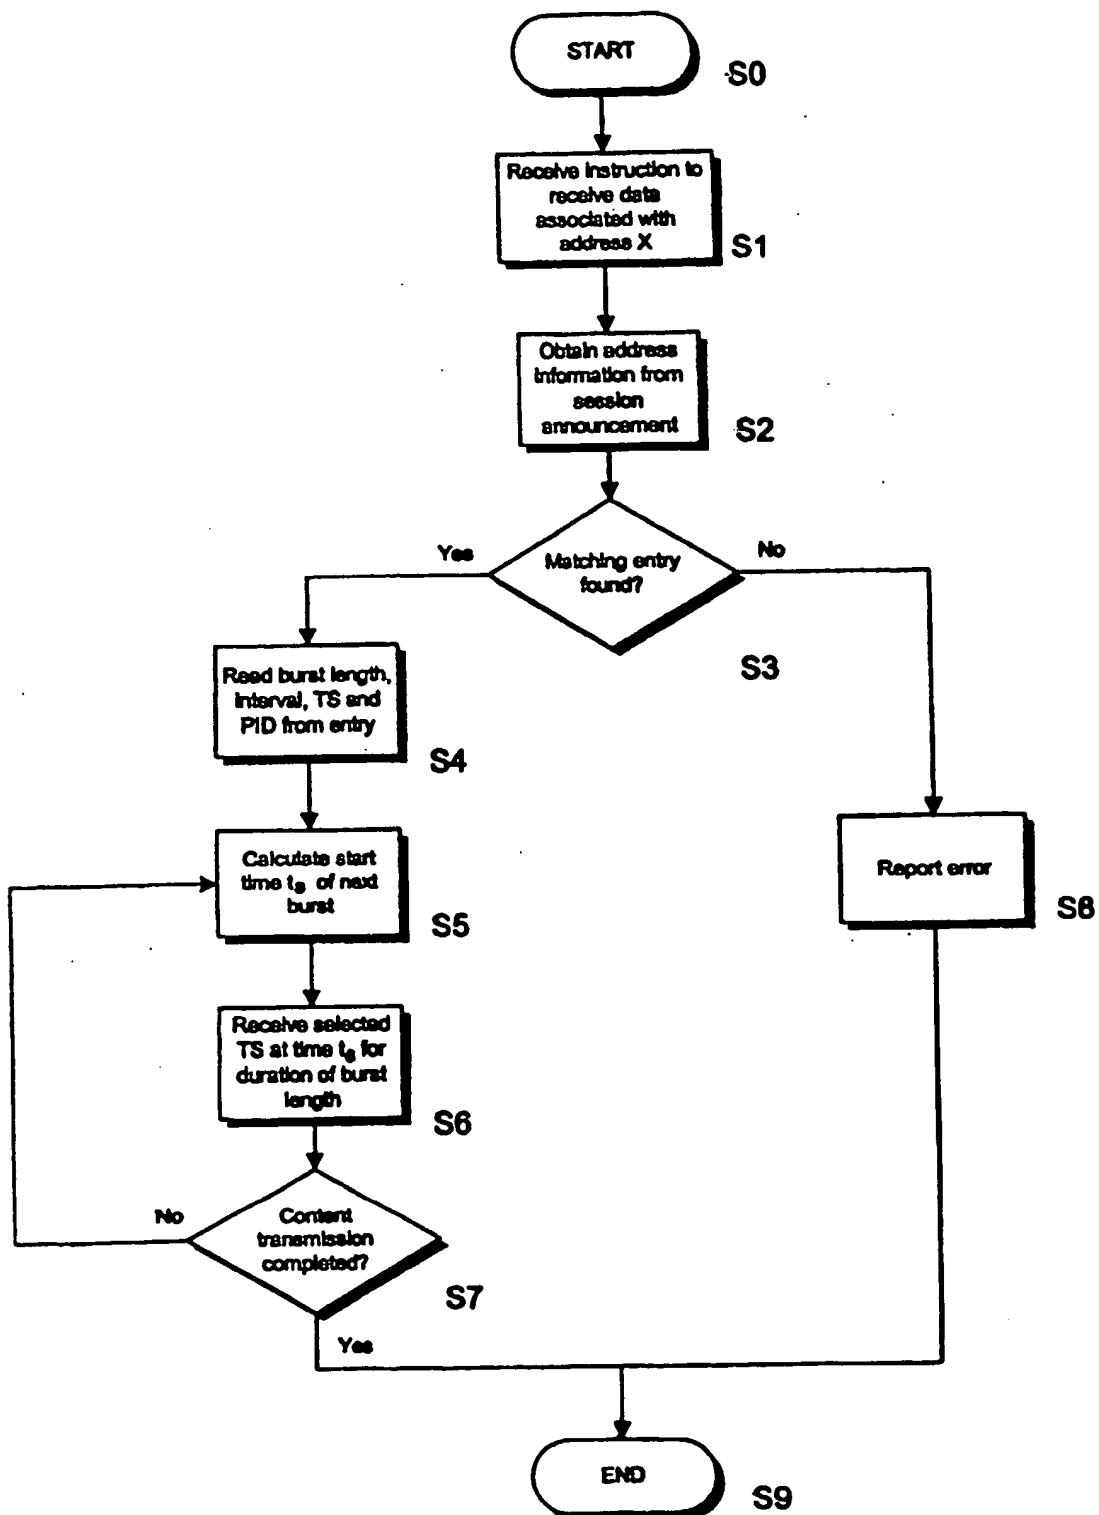 START
S0
Receive instruction to
receive data
associated with
address X
S1
Obtain address
information from
session
announcement
S2
Matching entry
found?
S3
Yes
No
Read burst length,
interval, TS and
PID from entry
S4
Calculate start
time ts of next
burst
S5
Report error
S8
Receive selected
TS at time ts for
duration of burst
length
S6
Content
transmission
completed?
S7
No
Yes
END
S9